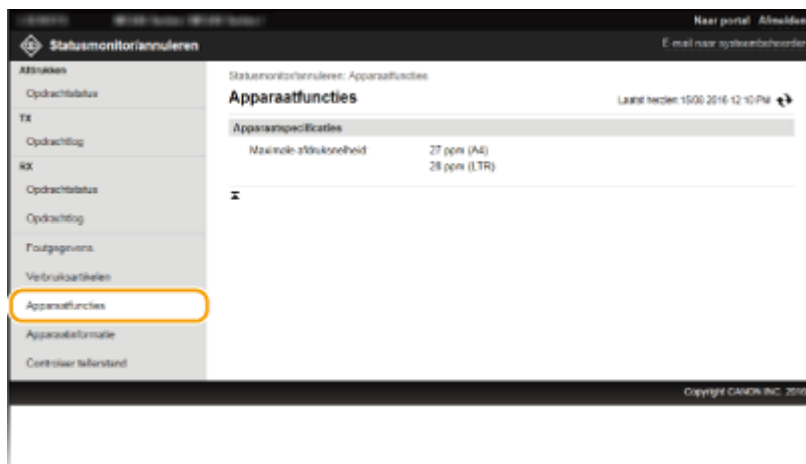 Naar portal Afmelden
Statusmonitor/annuleren
E-mail naar systeembeheerder
Afdrukken
Opdrachtstatus
TX
Opdrachtlog
RX
Opdrachtstatus
Opdrachtlog
Foutgegevens
Verbruiksartikelen
Apparaatfuncties
Apparaatinformatie
Controleer tellerstand
Statusmonitor/annuleren: Apparaatfuncties
Apparaatfuncties
Laatst herzien: 15/06 2016 12:10 PM
Apparaatspecificaties
Maximale afdruksnelheid 27 ppm (A4)
28 ppm (LTR)
Copyright CANON INC. 2016